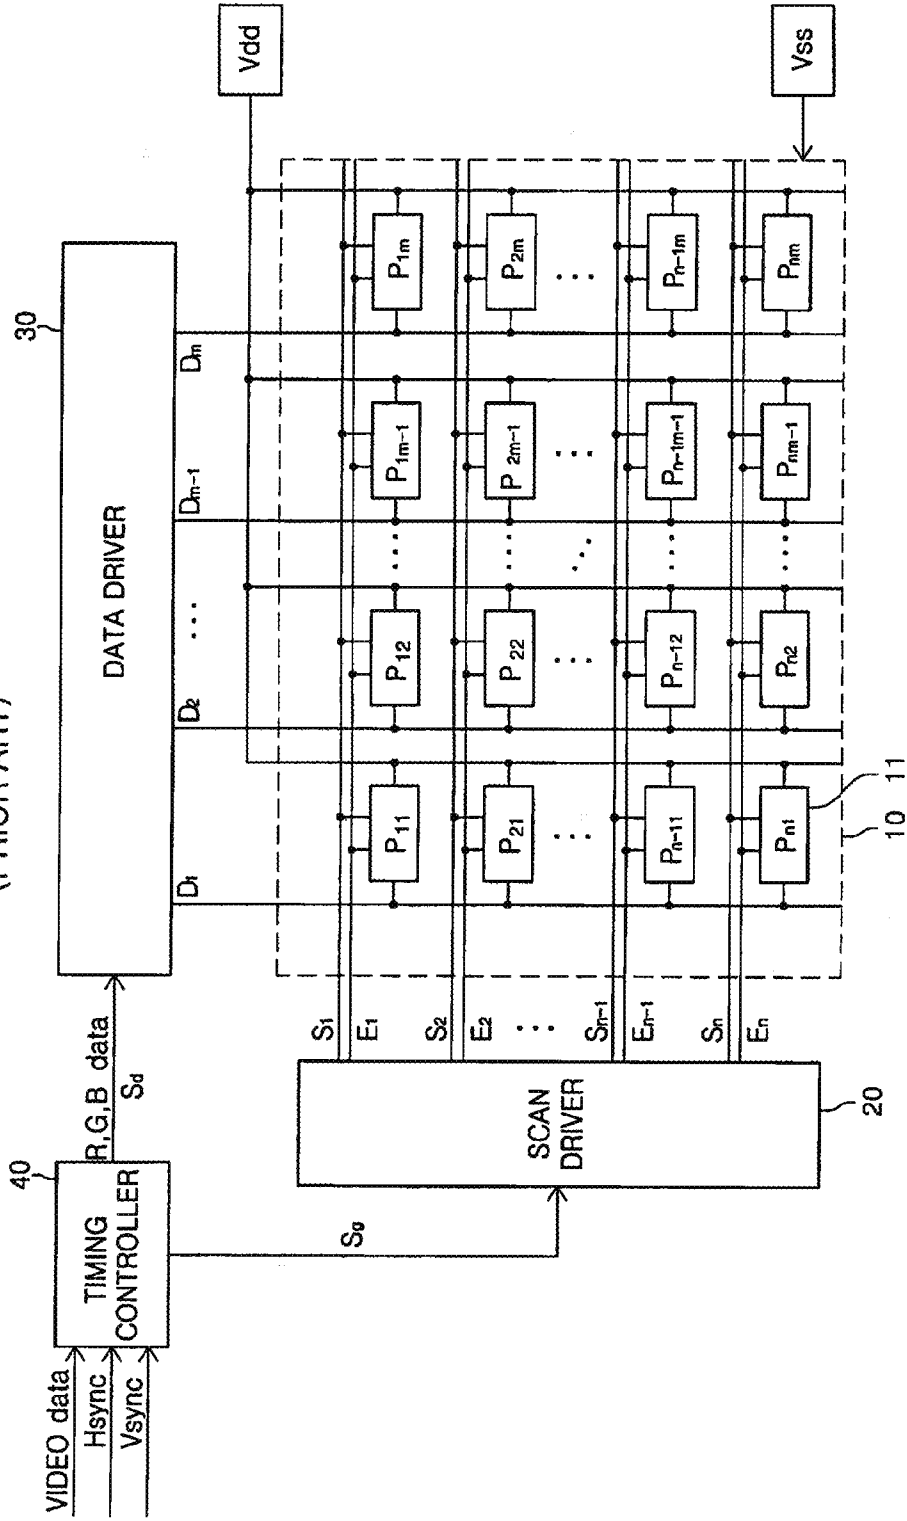 (PRIOR ART)
30
DATA DRIVER
40
TIMING
CONTROLLER
VIDEO data
Hsync
Vsync
R,G,B data
Sd
Sg
D1
D2
...
Dm-1
Dm
Vdd
Vss
SCAN
DRIVER
20
S1
E1
S2
E2
...
Sn-1
En-1
Sn
En
P11
P12
....
P1m-1
P1m
P21
P22
....
P2m-1
P2m
...
...
...
...
...
Pn-11
Pn-12
....
Pn-1m-1
Pn-1m
Pn1
Pn2
....
Pnm-1
Pnm
10
11